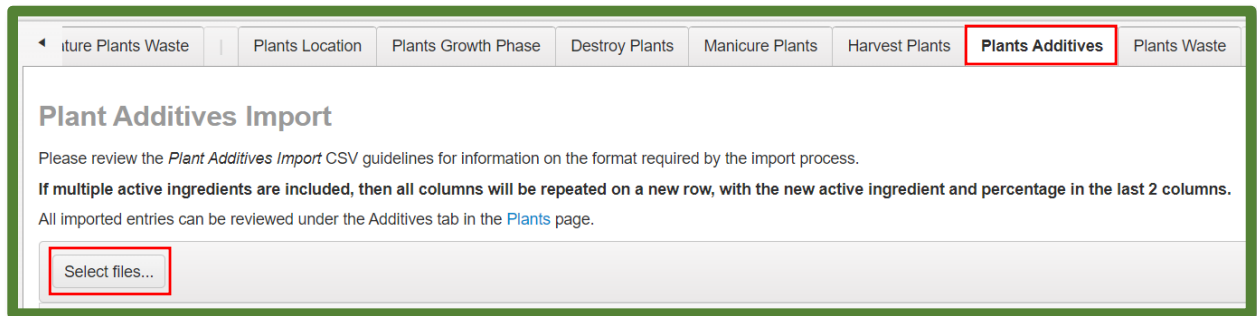 Plants Waste | Plants Location Plants Growth Phase Destroy Plants Manicure Plants Harvest Plants Plants Additives Plants Waste
Plant Additives Import
Please review the Plant Additives Import CSV guidelines for information on the format required by the import process.
If multiple active ingredients are included, then all columns will be repeated on a new row, with the new active ingredient and percentage in the last 2 columns.
All imported entries can be reviewed under the Additives tab in the Plants page.
Select files...